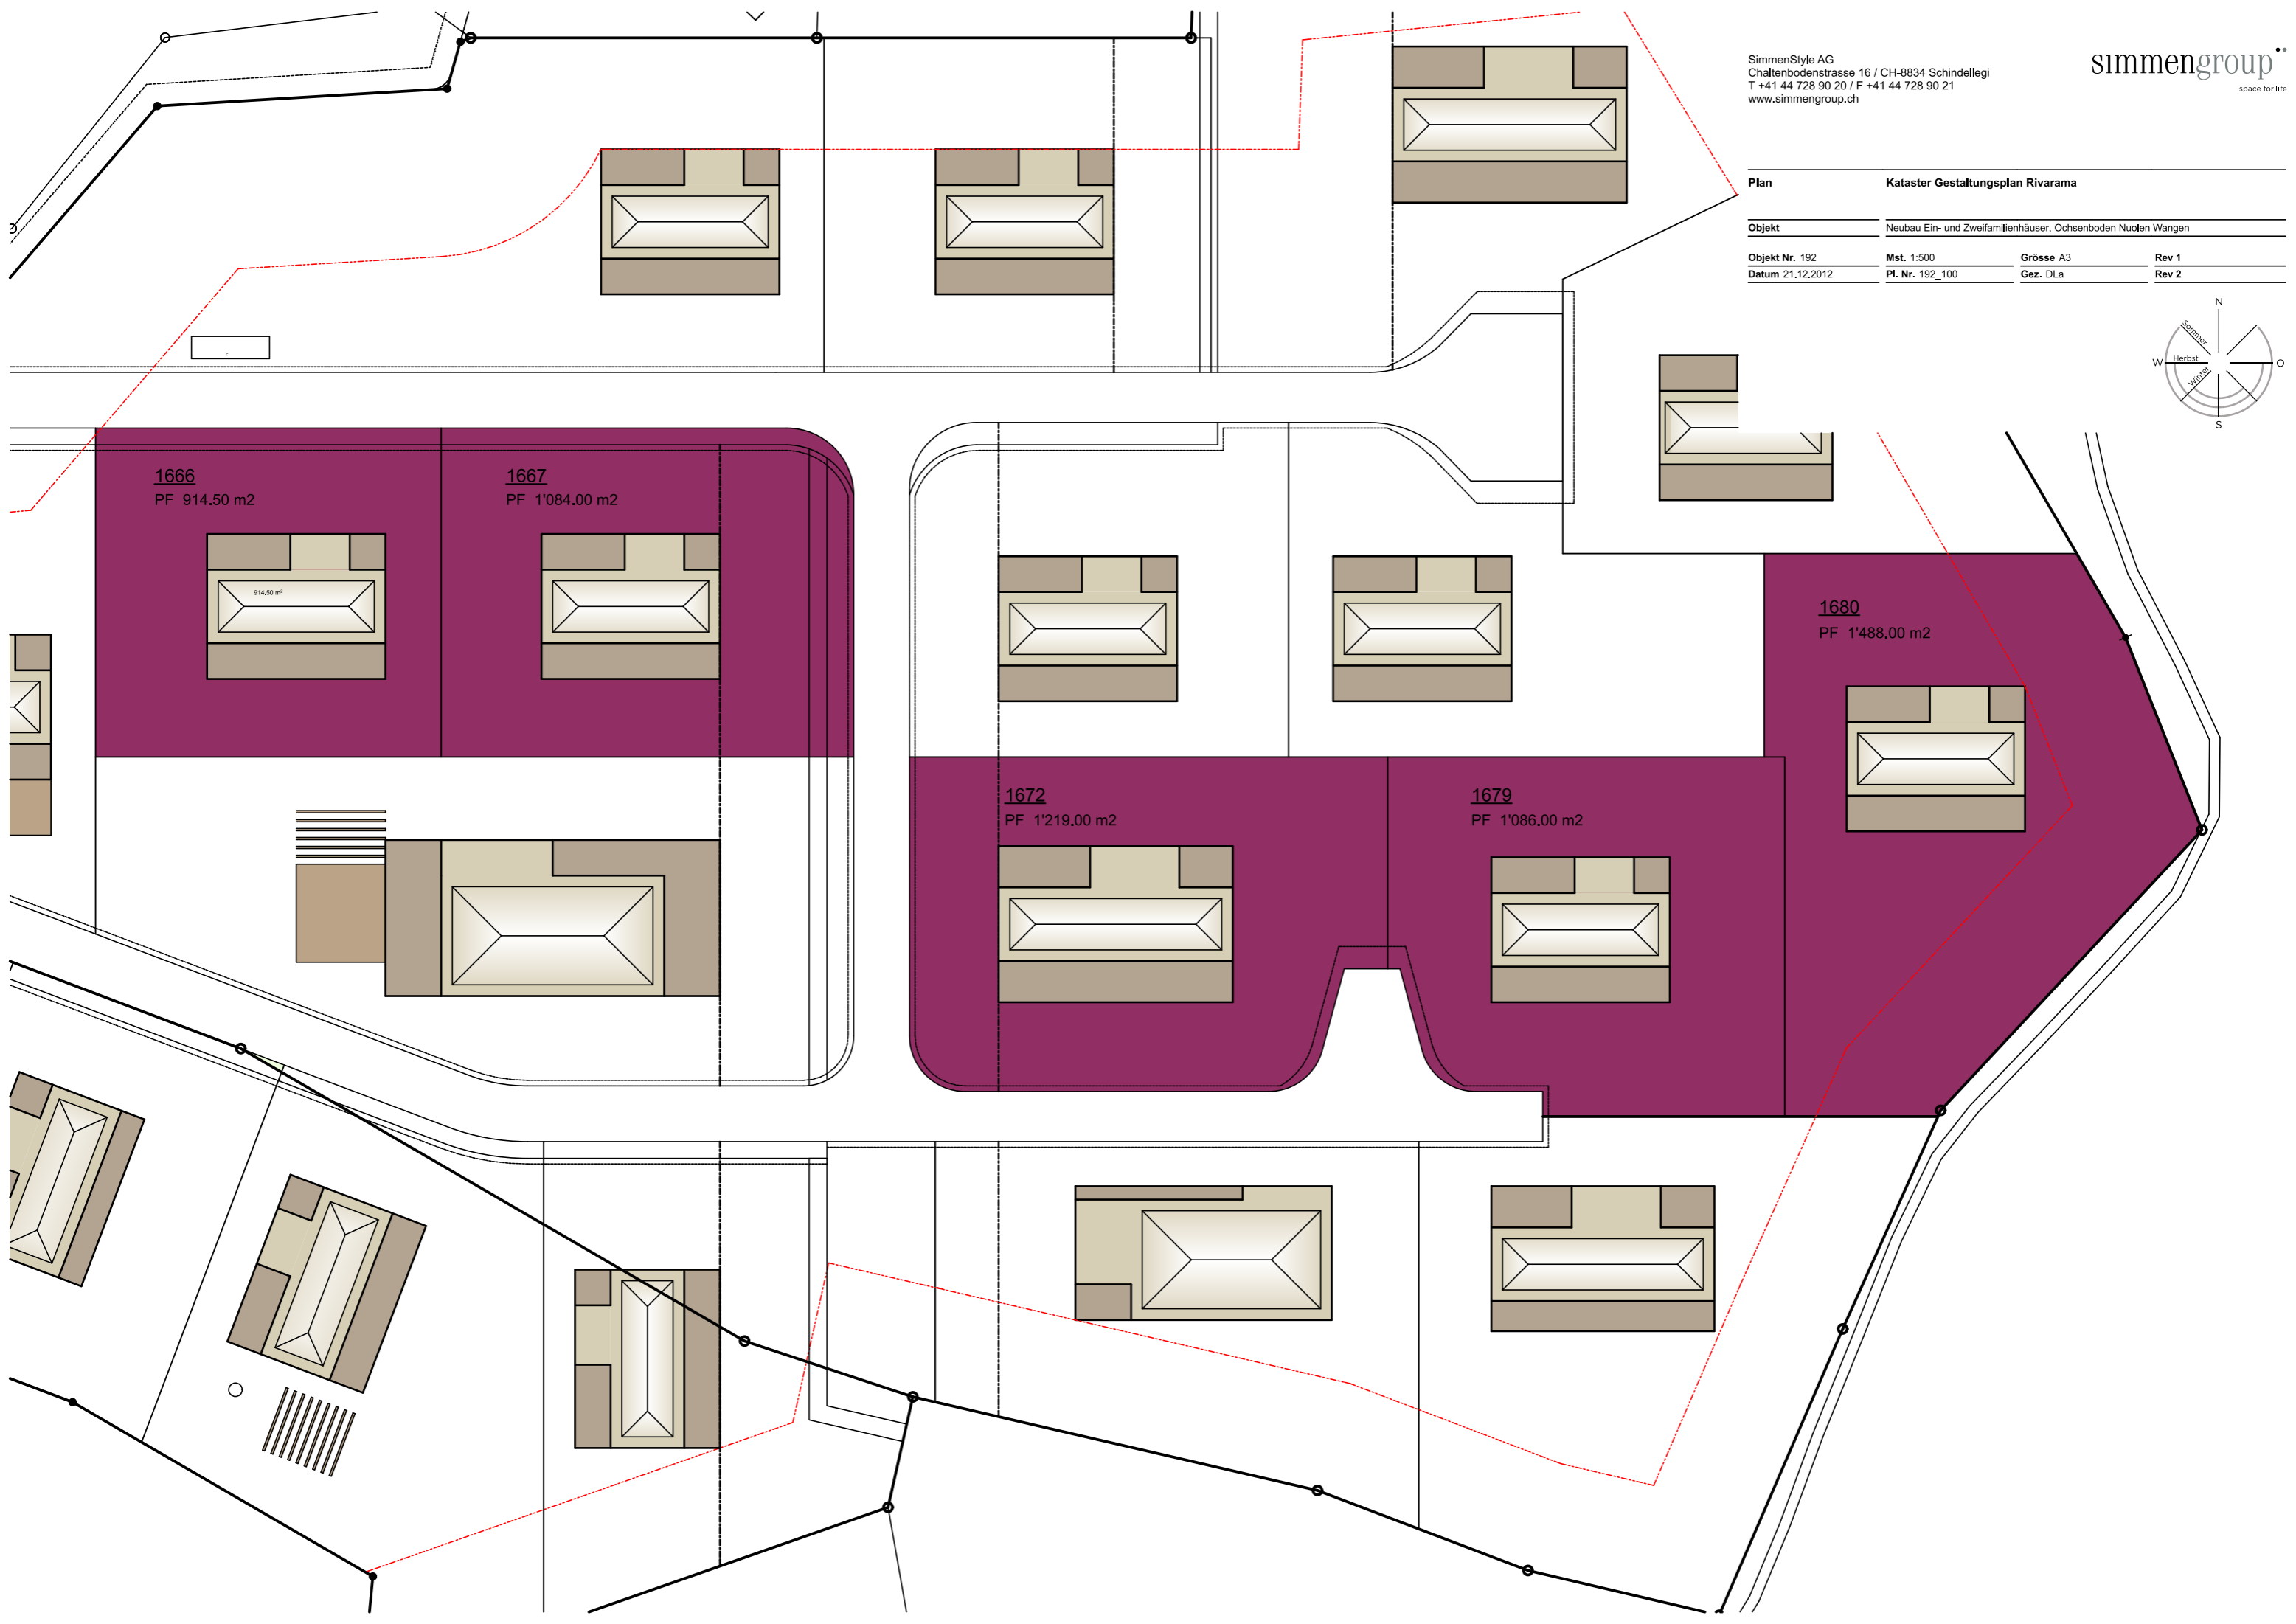 SimmenStyle AG
Chaltenbodenstrasse 16 / CH-8834 Schindellegi
T +41 44 728 90 20 / F +41 44 728 90 21
www.simmengroup.ch
simmengroup
space for life
Plan Kataster Gestaltungsplan Rivarama
Objekt Neubau Ein- und Zweifamilienhäuser, Ochsenboden Nuolen Wangen
Objekt Nr. 192 Mst. 1:500 Grösse A3 Rev 1
Datum 21.12.2012 Pl. Nr. 192_100 Gez. DLa Rev 2
N
Sommer
W Herbst O
Winter
S
1666
PF 914.50 m2
914.50 m²
1667
PF 1'084.00 m2
1680
PF 1'488.00 m2
1672
PF 1'219.00 m2
1679
PF 1'086.00 m2